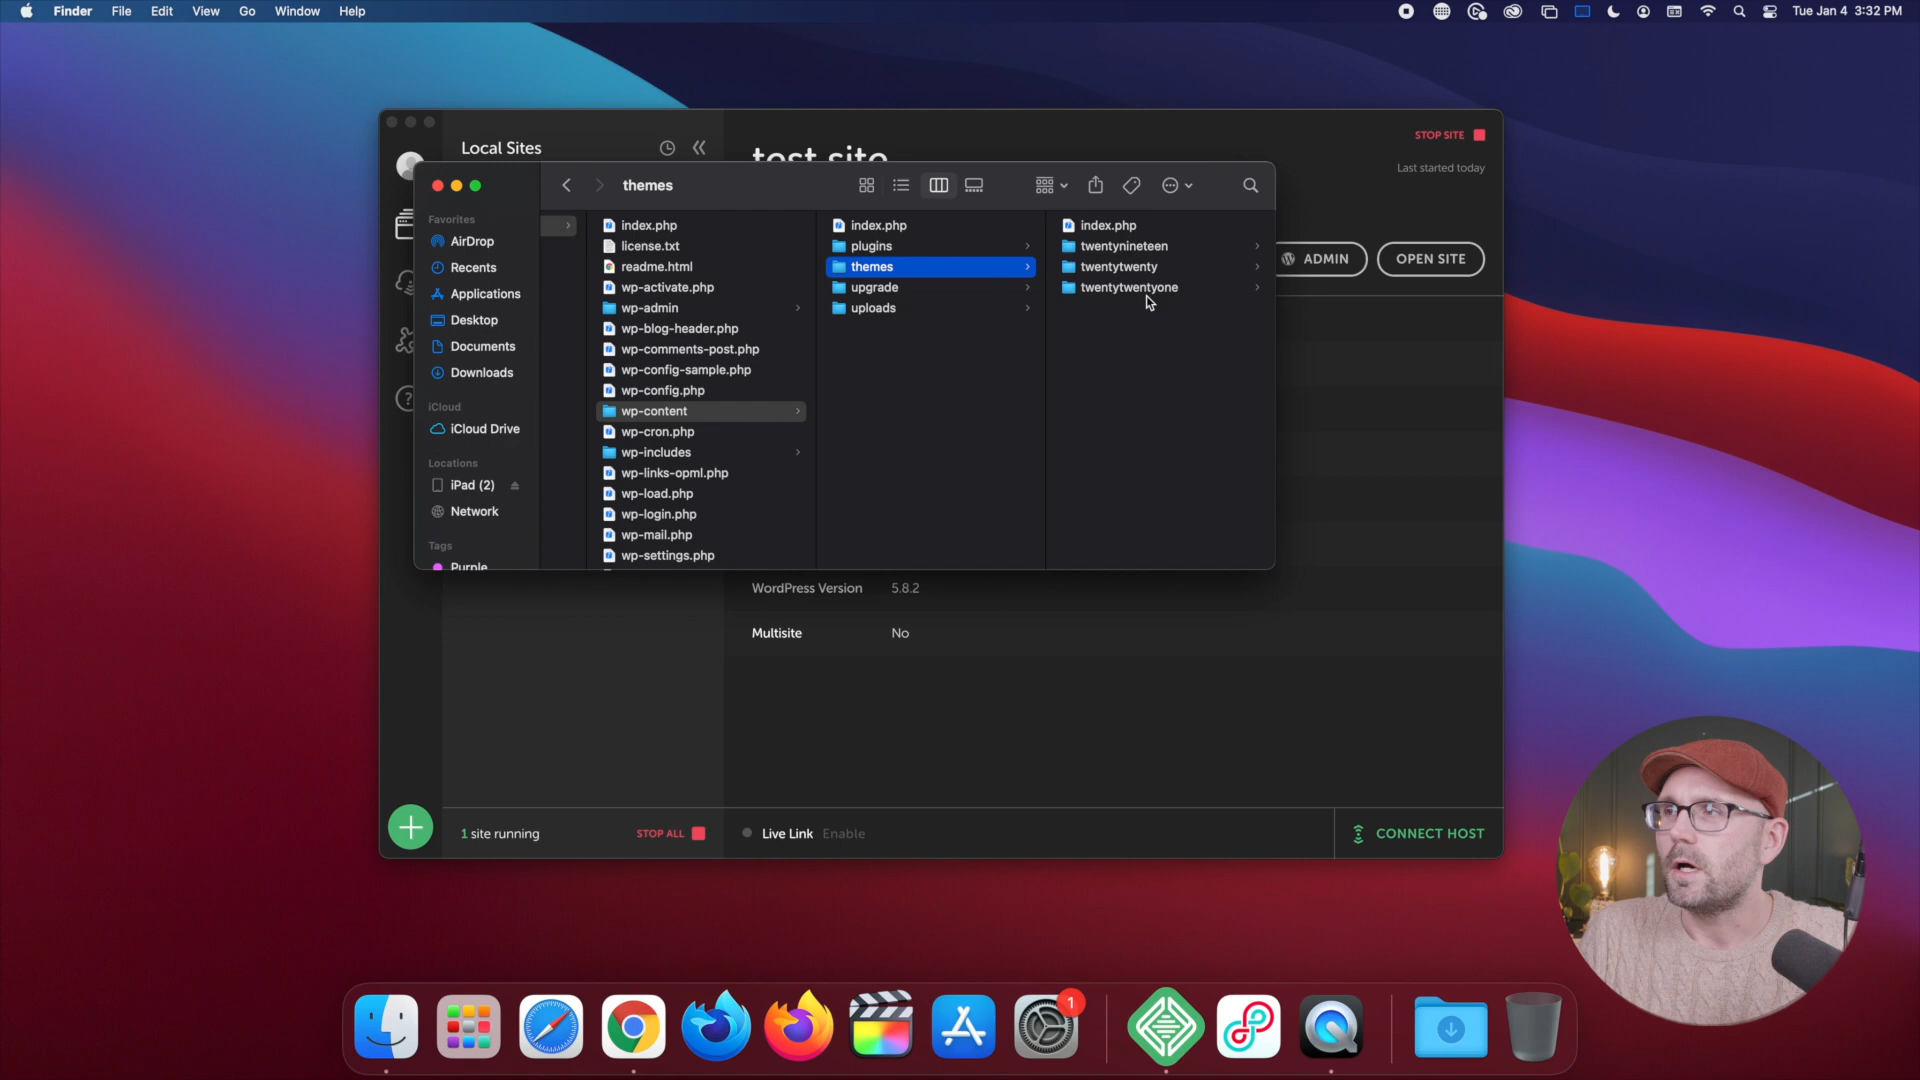 Finder File Edit View Go Window Help
Tue Jan 4 3:32 PM
Local Sites
test site
STOP SITE
Last started today
themes
Favorites
AirDrop
Recents
Applications
Desktop
Documents
Downloads
iCloud
iCloud Drive
Locations
iPad (2)
Network
Tags
Purple
index.php
license.txt
readme.html
wp-activate.php
wp-admin
wp-blog-header.php
wp-comments-post.php
wp-config-sample.php
wp-config.php
wp-content
wp-cron.php
wp-includes
wp-links-opml.php
wp-load.php
wp-login.php
wp-mail.php
wp-settings.php
index.php
plugins
themes
upgrade
uploads
index.php
twentynineteen
twentytwenty
twentytwentyone
ADMIN
OPEN SITE
WordPress Version 5.8.2
Multisite No
1 site running
STOP ALL
Live Link Enable
CONNECT HOST
1